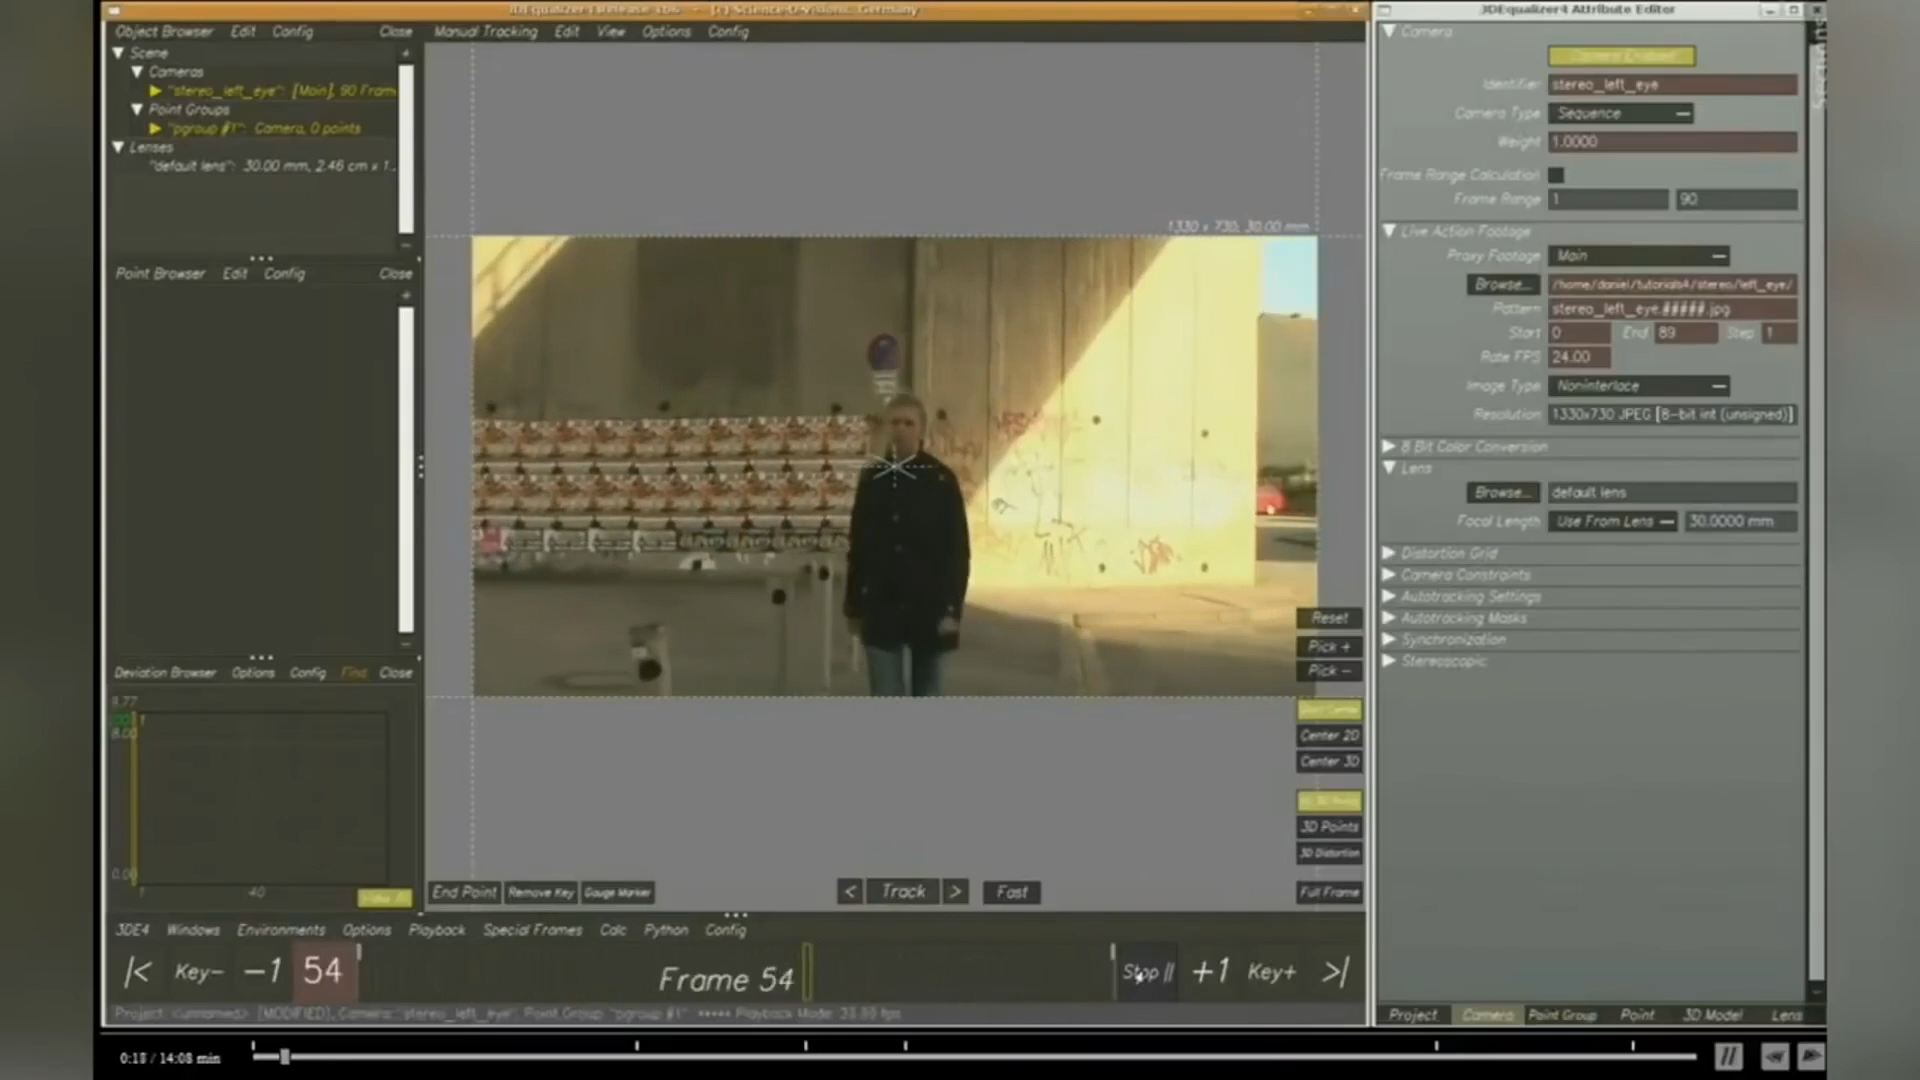 3DEqualizer4 Attribute Editor
Object Browser Edit Config Close
Manual Tracking Edit View Options Config
Scene
Cameras
"stereo_left_eye": [Main], 90 Fram
Point Groups
"pgroup #1": Camera, 0 points
Lenses
"default lens": 30.00 mm, 2.46 cm x 1...
Point Browser Edit Config Close
Deviation Browser Options Config Find Close
9.77
8.00
0.00
1 40
View All
1330 x 730, 30.00 mm
Reset
Pick +
Pick -
Center 2D
Center 3D
3D Points
3D Distortion
Full Frame
End Point Remove Key Gauge Marker
< Track > Fast
3DE4 Windows Environments Options Playback Special Frames Calc Python Config
|< Key- -1 54 Frame 54 Stop || +1 Key+ >|
Project: <unnamed> [MODIFIED], Camera: "stereo_left_eye", Point Group: "pgroup #1" ***** Playback Mode:
Camera
Camera Enabled
Identifier stereo_left_eye
Camera Type Sequence
Weight 1.0000
Frame Range Calculation
Frame Range 1 90
Live Action Footage
Proxy Footage Main
Browse... /home/daniel/tutorials4/stereo/left_eye/
Pattern stereo_left_eye.#####.jpg
Start 0 End 89 Step 1
Rate FPS 24.00
Image Type Noninterlace
Resolution 1330x730 JPEG [8-bit int (unsigned)]
8 Bit Color Conversion
Lens
Browse... default lens
Focal Length Use From Lens 30.0000 mm
Distortion Grid
Camera Constraints
Autotracking Settings
Autotracking Masks
Synchronization
Stereoscopic
Project Camera Point Group Point 3D Model Lens
0:18 / 14:08 min